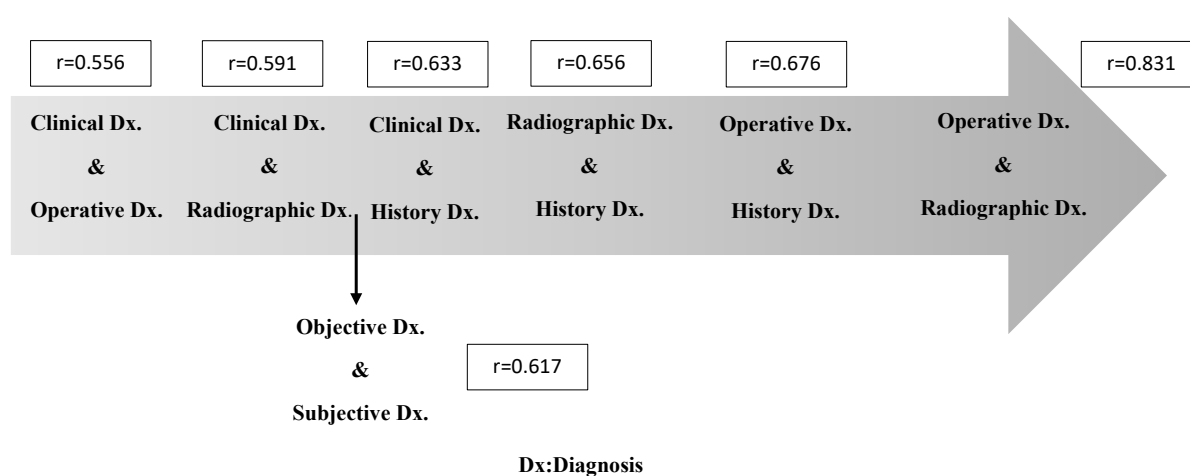 r=0.556
r=0.591
r=0.633
r=0.656
r=0.676
r=0.831
Clinical Dx.
&
Operative Dx.
Clinical Dx.
&
Radiographic Dx.
Clinical Dx.
&
History Dx.
Radiographic Dx.
&
History Dx.
Operative Dx.
&
History Dx.
Operative Dx.
&
Radiographic Dx.
Objective Dx.
&
Subjective Dx.
r=0.617
Dx:Diagnosis